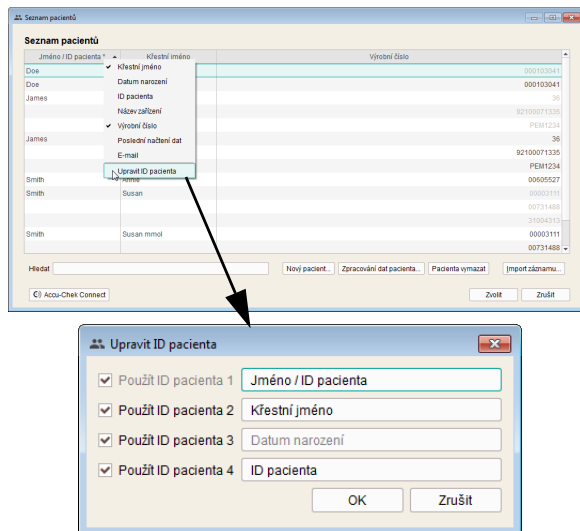 Seznam pacientů
Seznam pacientů
Jméno / ID pacienta * Křestní iméno Výrobní číslo
Doe 000103041
Doe 000103041
James 36
92100071335
PEM1234
James 36
92100071335
PEM1234
Smith Annie 00605527
Smith Susan 00003111
00731488
31004313
Smith Susan mmol 00003111
00731488
Křestní jméno
Datum narození
ID pacienta
Název zařízení
Výrobní číslo
Poslední načtení dat
E-mail
Upravit ID pacienta
Hledat Nový pacient... Zpracování dat pacienta... Pacienta vymazat Import záznamu...
Accu-Chek Connect Zvolit Zrušit
Upravit ID pacienta
Použít ID pacienta 1 Jméno / ID pacienta
Použít ID pacienta 2 Křestní jméno
Použít ID pacienta 3 Datum narození
Použít ID pacienta 4 ID pacienta
OK Zrušit